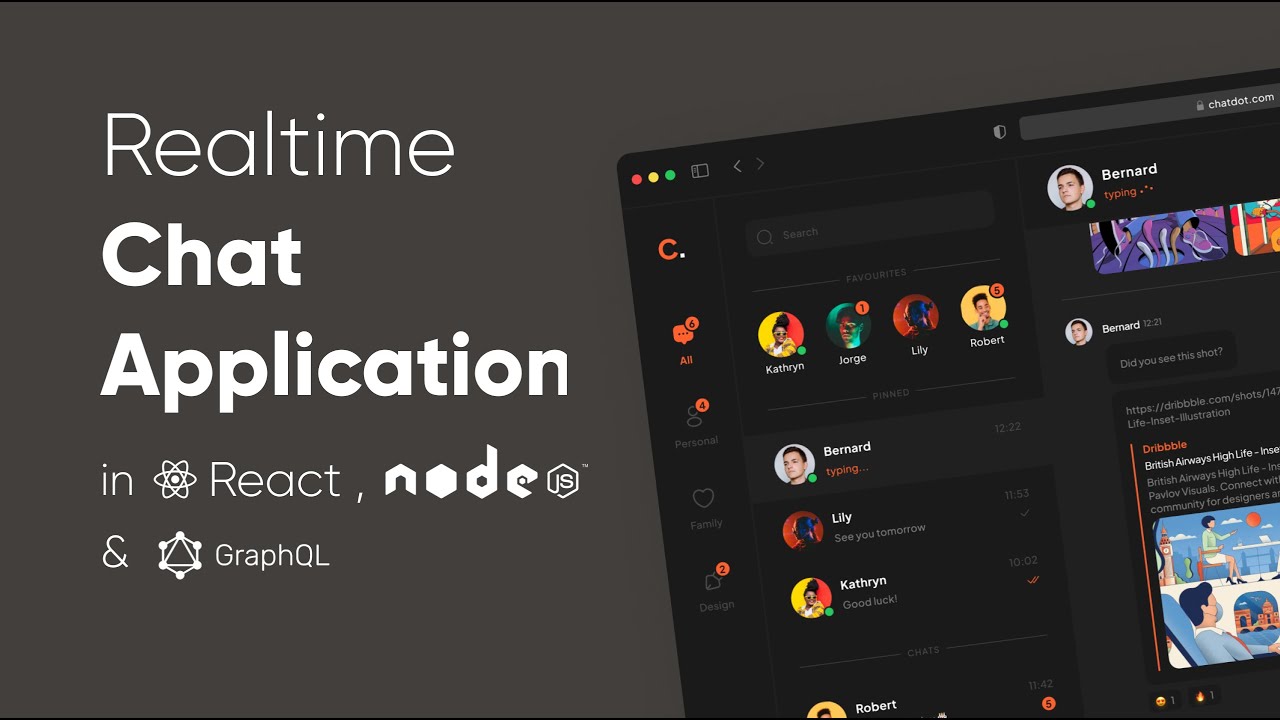 Realtime
Chat
Application
in React , node JS™
& GraphQL
chatdot.com
C.
Search
FAVOURITES
Kathryn
1
Jorge
Lily
5
Robert
6
All
4
Personal
Family
2
Design
PINNED
Bernard 12:22
typing...
Lily 11:53
See you tomorrow
Kathryn 10:02
Good luck!
CHATS
Robert 11:42
5
Bernard
typing
Bernard 12:21
Did you see this shot?
https://dribbble.com/shots/147
Life-Inset-Illustration
Dribbble
British Airways High Life - Inse
British Airways High Life - Ins
Pavlov Visuals. Connect with
community for designers a
1
1